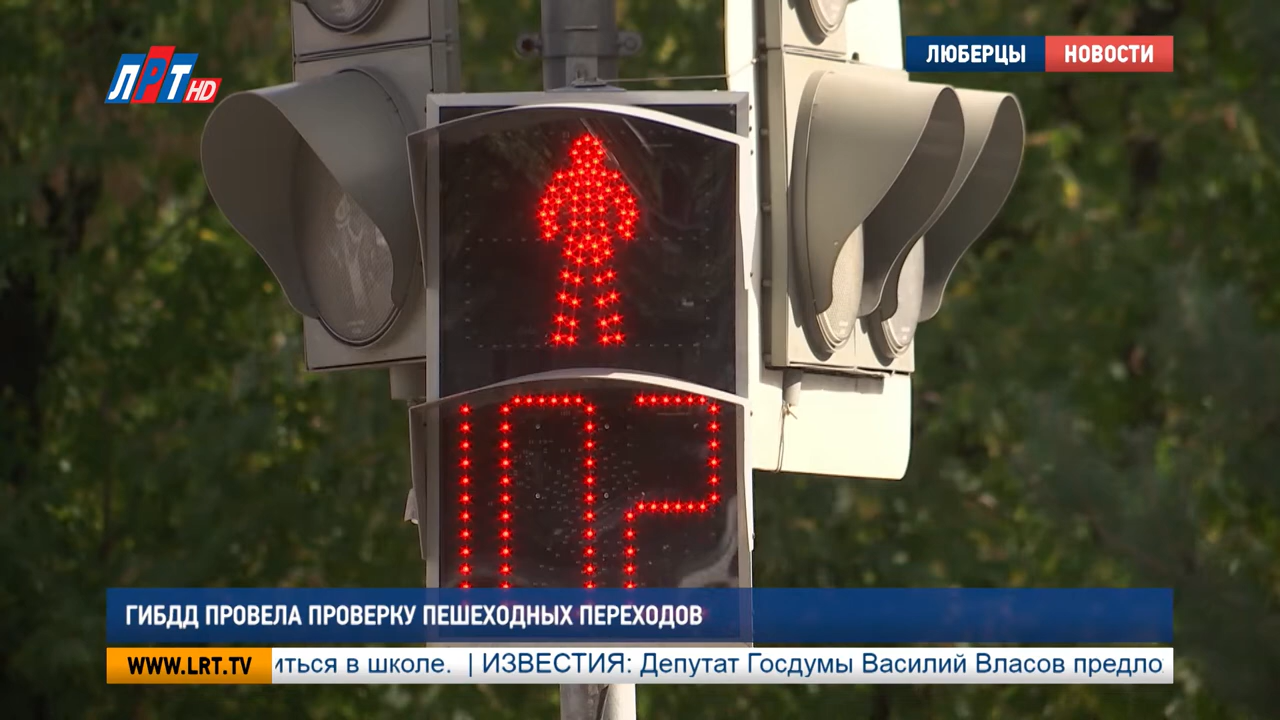 ЛРТ HD
ЛЮБЕРЦЫ НОВОСТИ
102
ГИБДД ПРОВЕЛА ПРОВЕРКУ ПЕШЕХОДНЫХ ПЕРЕХОДОВ
WWW.LRT.TV иться в школе. | ИЗВЕСТИЯ: Депутат Госдумы Василий Власов предло